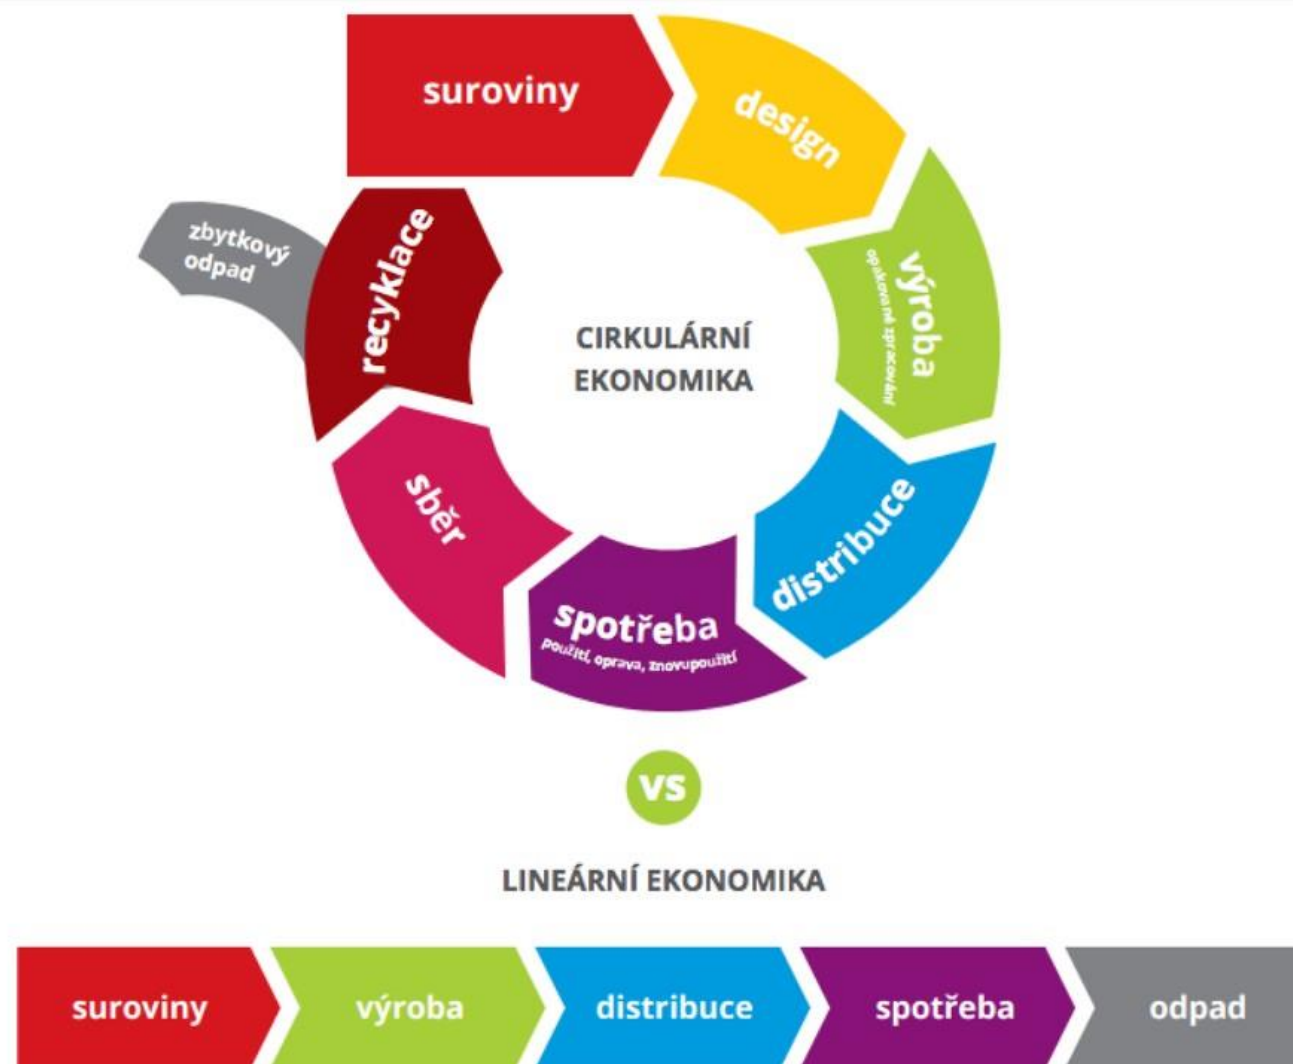 suroviny
design
výroba
opakované zpracování
distribuce
spotřeba
použití, oprava, znovupoužití
sběr
recyklace
zbytkový
odpad
CIRKULÁRNÍ
EKONOMIKA
vs
LINEÁRNÍ EKONOMIKA
suroviny
výroba
distribuce
spotřeba
odpad